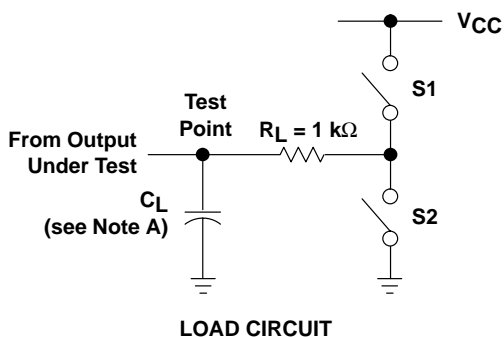 VCC
S1
Test
Point
RL = 1 kΩ
From Output
Under Test
CL
(see Note A)
S2
LOAD CIRCUIT